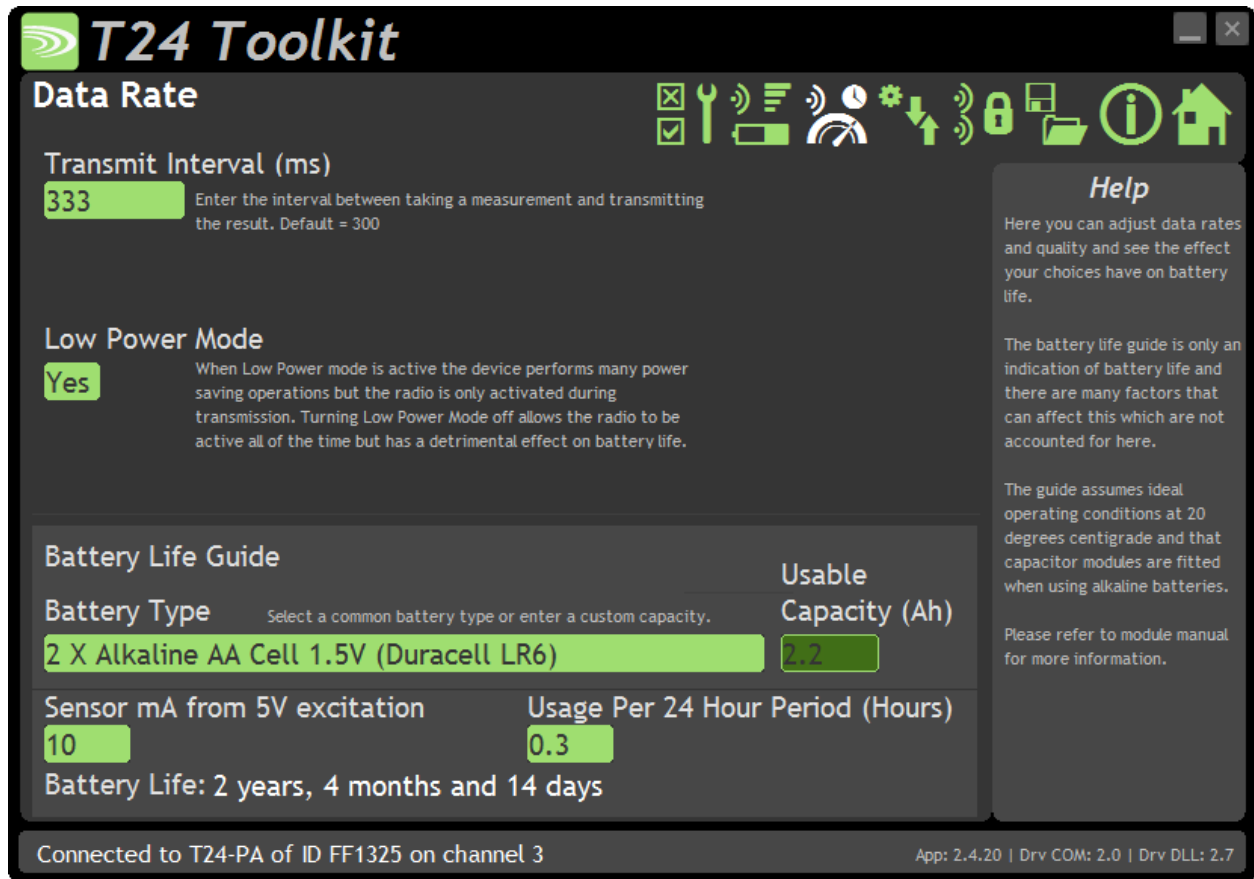 T24 Toolkit
Data Rate
Transmit Interval (ms)
333
Enter the interval between taking a measurement and transmitting
the result. Default = 300
Low Power Mode
Yes
When Low Power mode is active the device performs many power
saving operations but the radio is only activated during
transmission. Turning Low Power Mode off allows the radio to be
active all of the time but has a detrimental effect on battery life.
Battery Life Guide
Battery Type
Select a common battery type or enter a custom capacity.
Usable
Capacity (Ah)
2 X Alkaline AA Cell 1.5V (Duracell LR6)
2.2
Sensor mA from 5V excitation
Usage Per 24 Hour Period (Hours)
10
0.3
Battery Life: 2 years, 4 months and 14 days
Help
Here you can adjust data rates
and quality and see the effect
your choices have on battery
life.
The battery life guide is only an
indication of battery life and
there are many factors that
can affect this which are not
accounted for here.
The guide assumes ideal
operating conditions at 20
degrees centigrade and that
capacitor modules are fitted
when using alkaline batteries.
Please refer to module manual
for more information.
Connected to T24-PA of ID FF1325 on channel 3
App: 2.4.20 | Drv COM: 2.0 | Drv DLL: 2.7